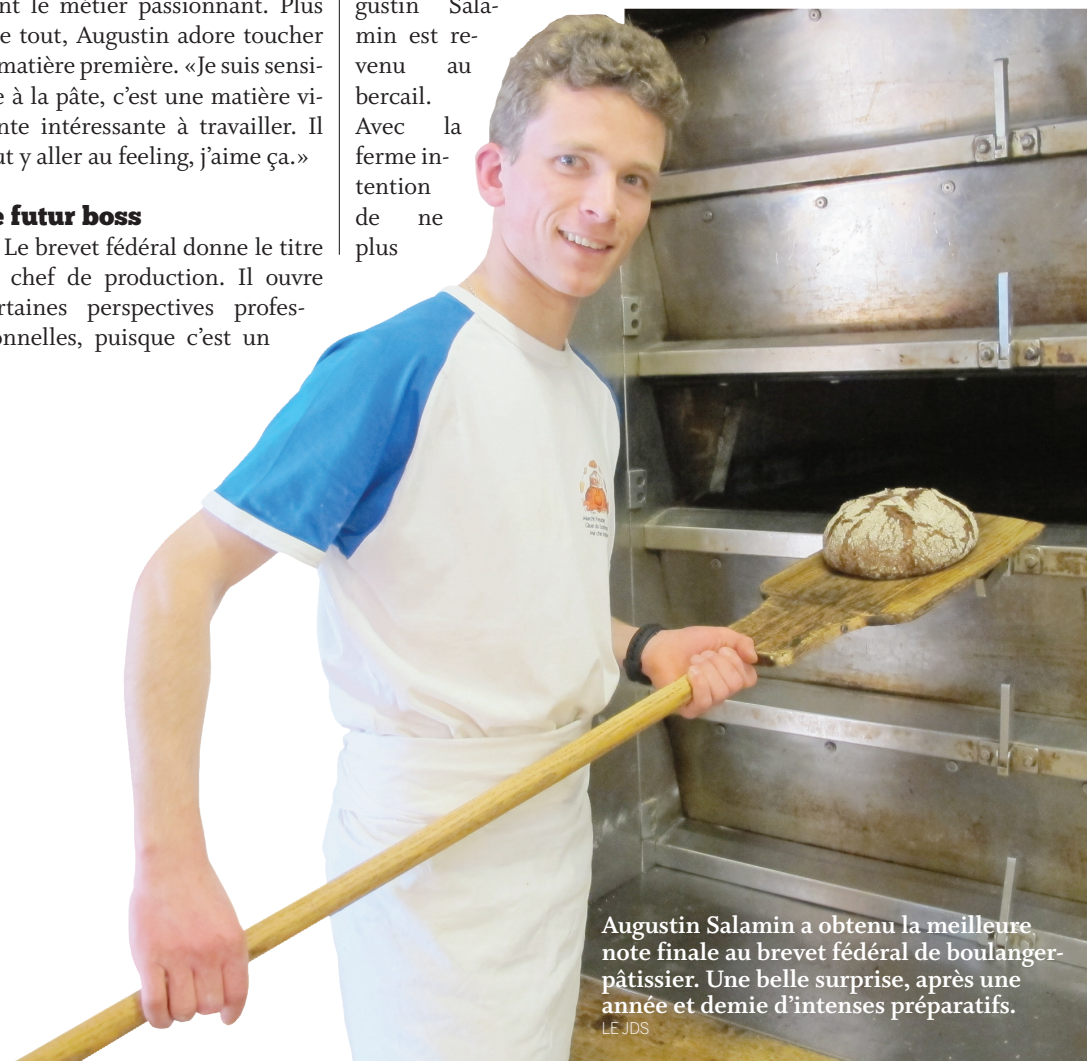 nt le métier passionnant. Plus
e tout, Augustin adore toucher
matière première. «Je suis sensi-
e à la pâte, c'est une matière vi-
nte intéressante à travailler. Il
ut y aller au feeling, j'aime ça.»
e futur boss
Le brevet fédéral donne le titre
chef de production. Il ouvre
rtaines perspectives profes-
onnelles, puisque c'est un
gustin Sala-
min est re-
venu au
bercail.
Avec la
ferme in-
tention
de ne
plus
Augustin Salamin a obtenu la meilleure
note finale au brevet fédéral de boulanger-
pâtissier. Une belle surprise, après une
année et demie d'intenses préparatifs.
LE JDS